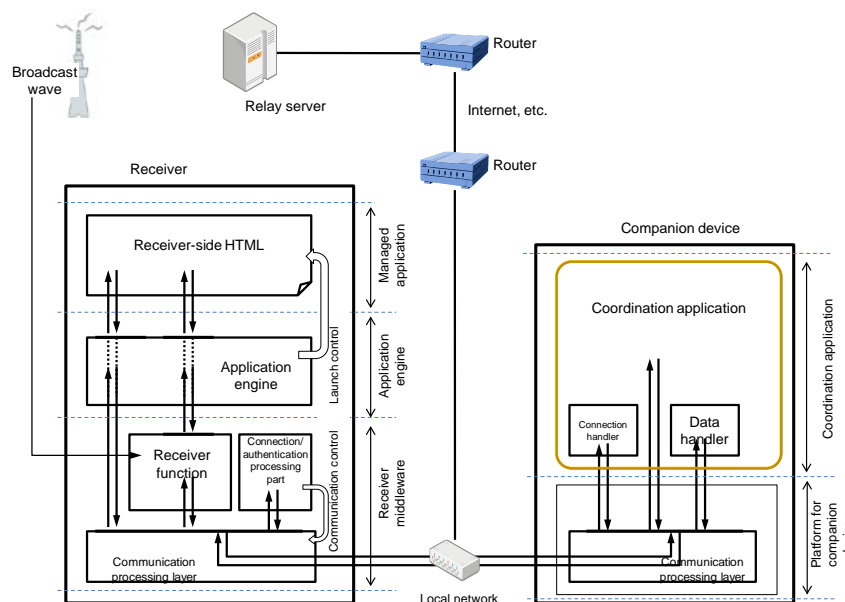 Broadcast
wave
Relay server
Router
Internet, etc.
Router
Receiver
Receiver-side HTML
Managed
application
Launch control
Application
engine
Application
engine
Receiver
function
Connection/
authentication
processing
part
Communication control
Receiver
middleware
Communication
processing layer
Local network
Companion device
Coordination application
Coordination application
Connection
handler
Data
handler
Platform for
companion
Communication
processing layer